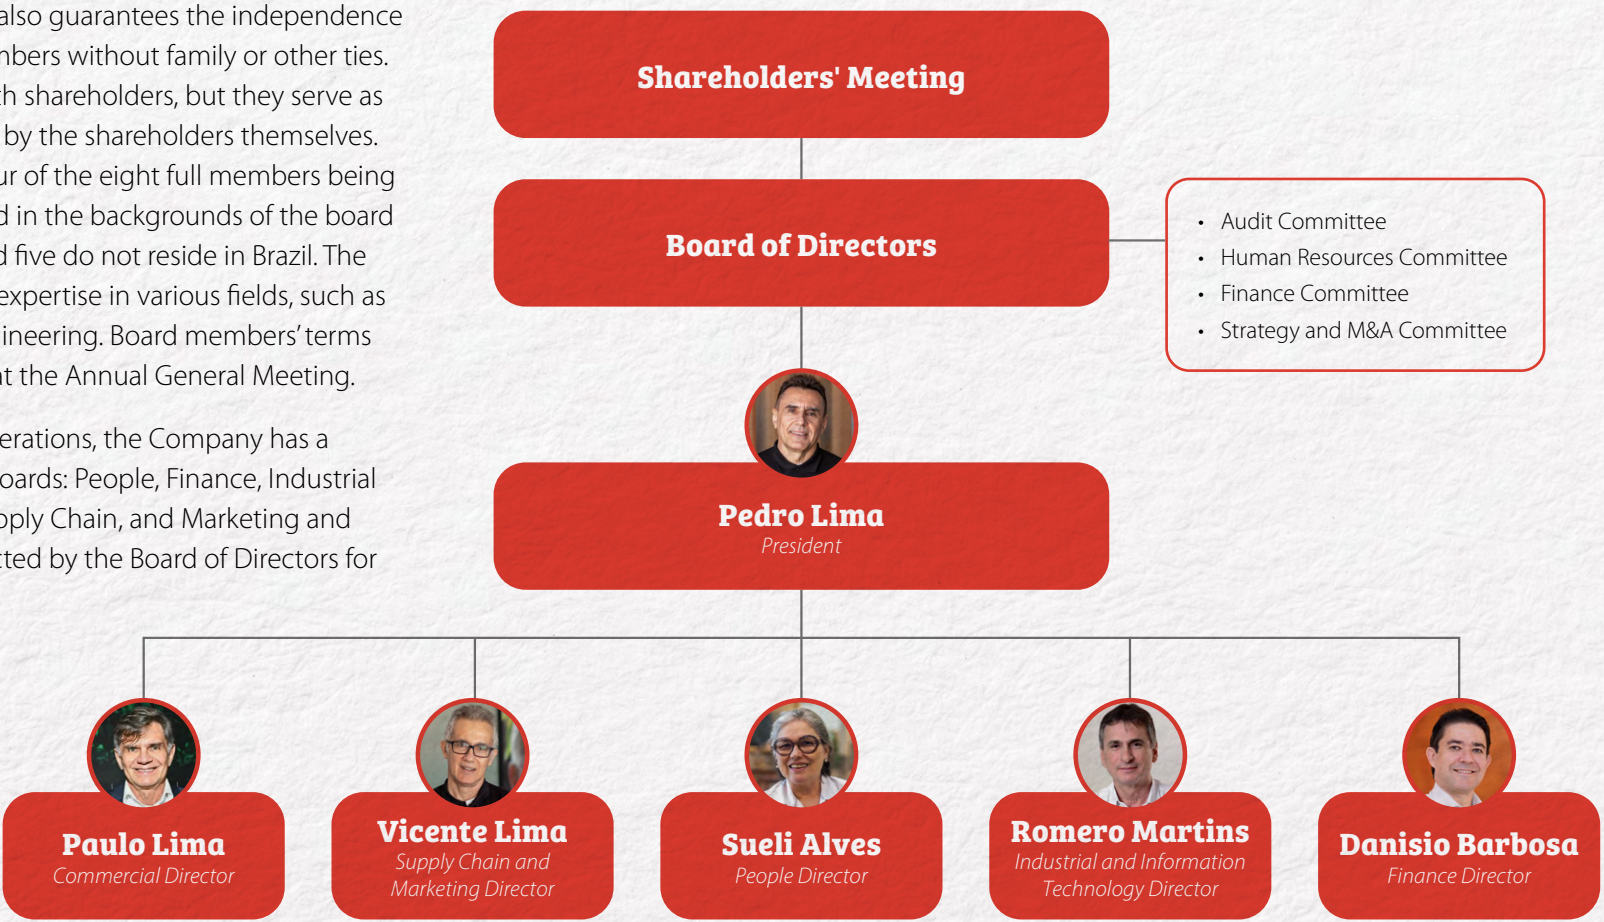 also guarantees the independence
mbers without family or other ties.
th shareholders, but they serve as
by the shareholders themselves.
ur of the eight full members being
d in the backgrounds of the board
d five do not reside in Brazil. The
expertise in various fields, such as
ineering. Board members' terms
at the Annual General Meeting.
erations, the Company has a
oards: People, Finance, Industrial
pply Chain, and Marketing and
cted by the Board of Directors for
Shareholders' Meeting
Board of Directors
• Audit Committee
• Human Resources Committee
• Finance Committee
• Strategy and M&A Committee
Pedro Lima
President
Paulo Lima
Commercial Director
Vicente Lima
Supply Chain and
Marketing Director
Sueli Alves
People Director
Romero Martins
Industrial and Information
Technology Director
Danisio Barbosa
Finance Director